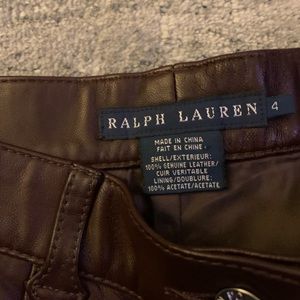 RALPH LAUREN
4
MADE IN CHINA
FAIT EN CHINE
SHELL/EXTERIEUR:
100% GENUINE LEATHER/
CUIR VERITABLE
LINING/DOUBLURE:
100% ACETATE/ACETATE